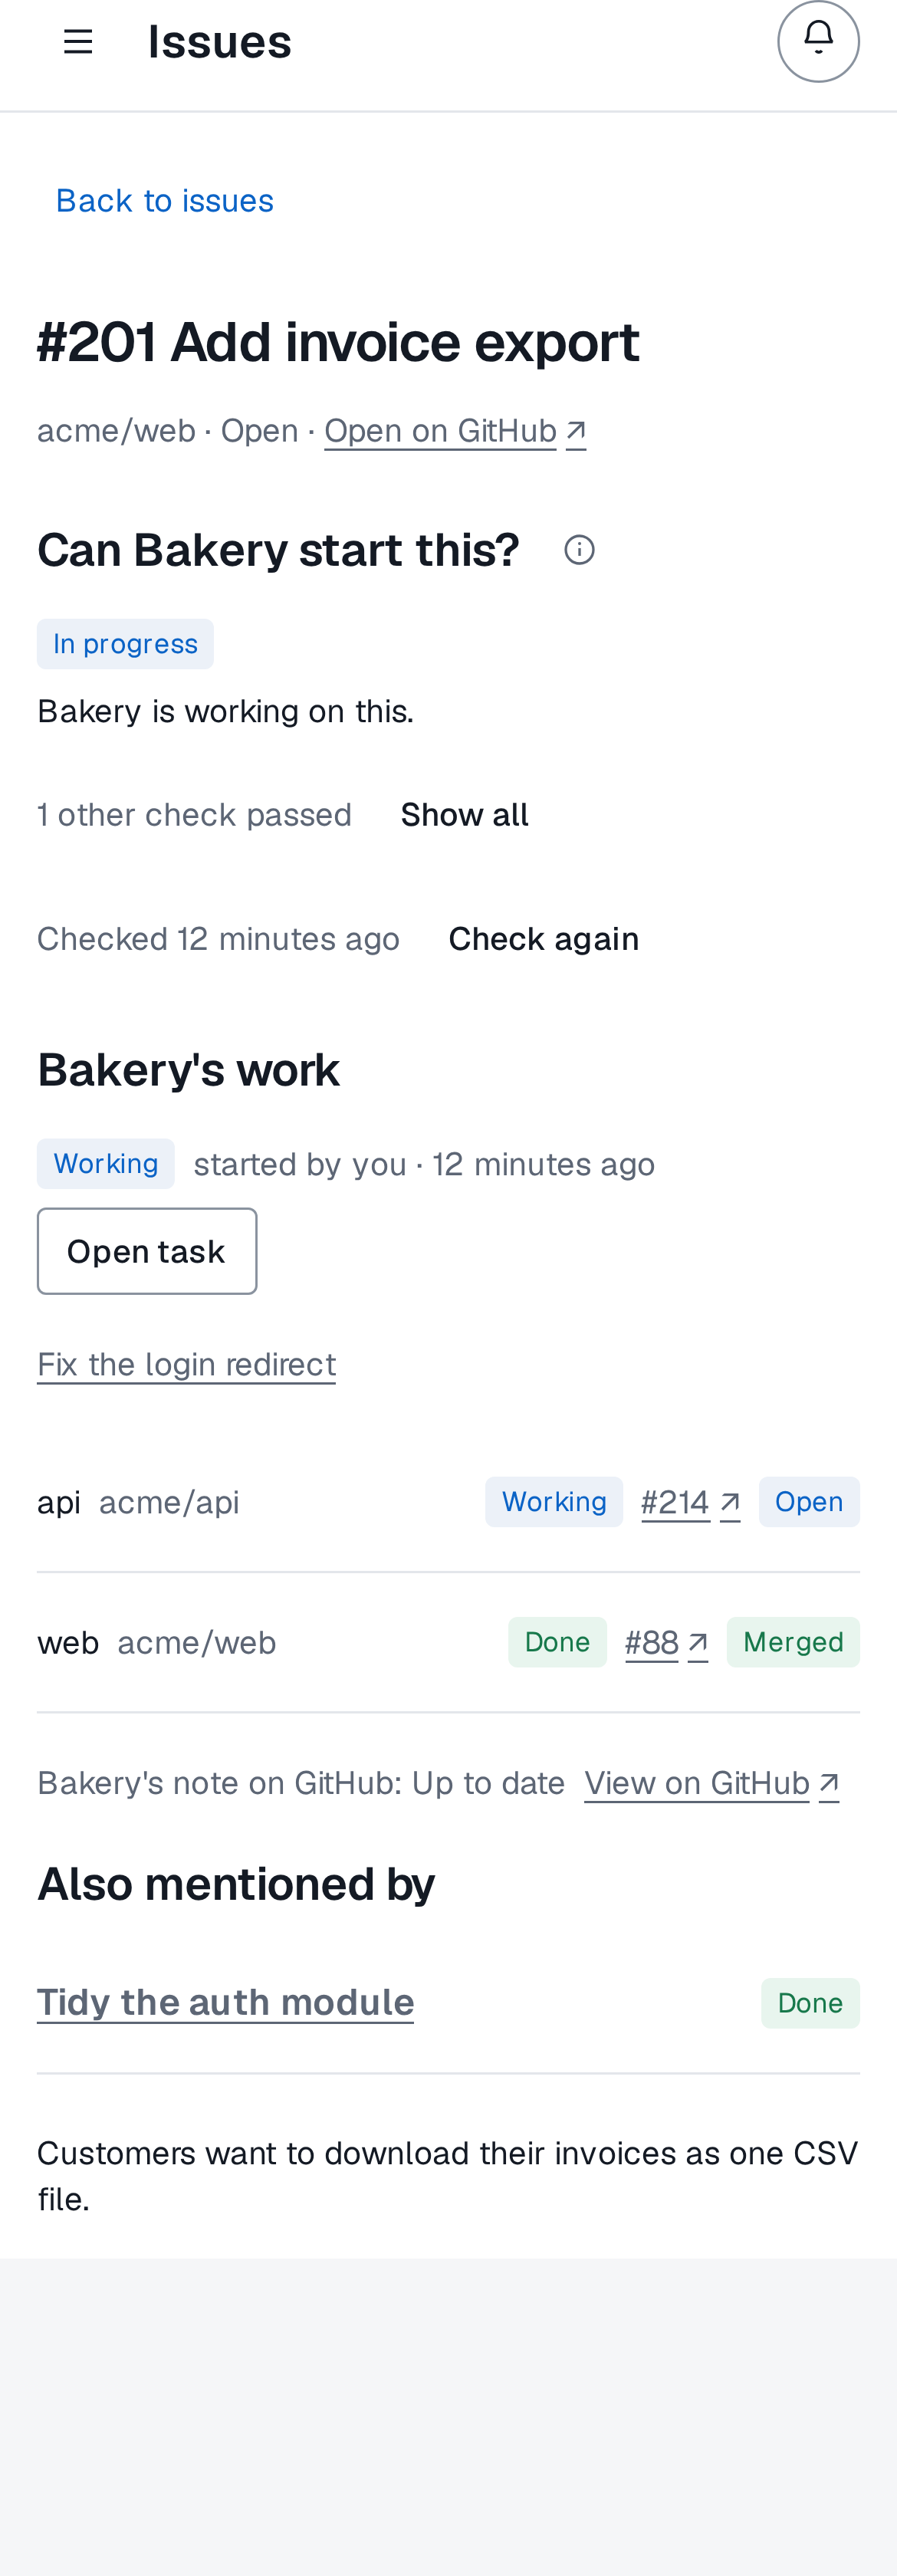 Issues
Back to issues
#201 Add invoice export
acme/web · Open · Open on GitHub ↗
Can Bakery start this?
In progress
Bakery is working on this.
1 other check passed Show all
Checked 12 minutes ago Check again
Bakery's work
Working started by you · 12 minutes ago
Open task
Fix the login redirect
api acme/api Working #214 ↗ Open
web acme/web Done #88 ↗ Merged
Bakery's note on GitHub: Up to date View on GitHub ↗
Also mentioned by
Tidy the auth module Done
Customers want to download their invoices as one CSV
file.